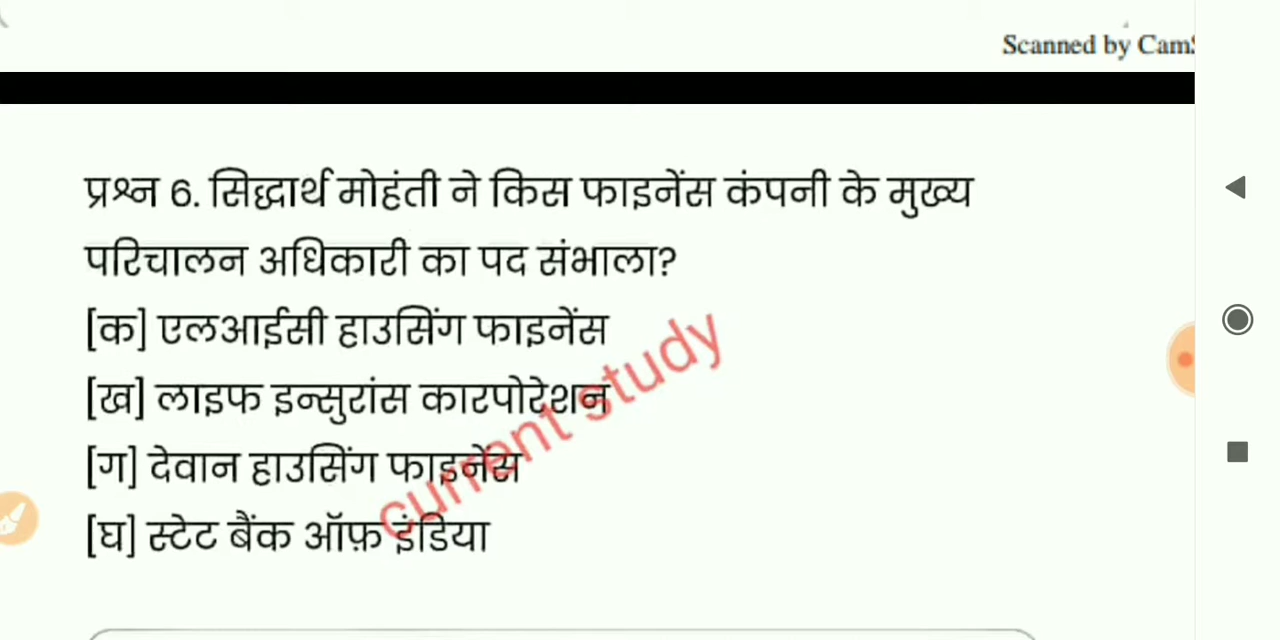 Scanned by Cam
प्रश्न 6. सिद्धार्थ मोहंती ने किस फाइनेंस कंपनी के मुख्य
परिचालन अधिकारी का पद संभाला?
[क] एलआईसी हाउसिंग फाइनेंस
[ख] लाइफ इन्सुरांस कारपोरेशन
[ग] देवान हाउसिंग फाइनेंस
[घ] स्टेट बैंक ऑफ़ इंडिया
current study